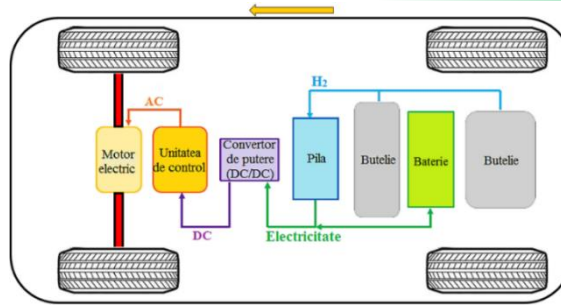 H₂
AC
Motor
electric
Unitatea
de control
Convertor
de putere
(DC/DC)
Pila
Butelie
Baterie
Butelie
DC
Electricitate